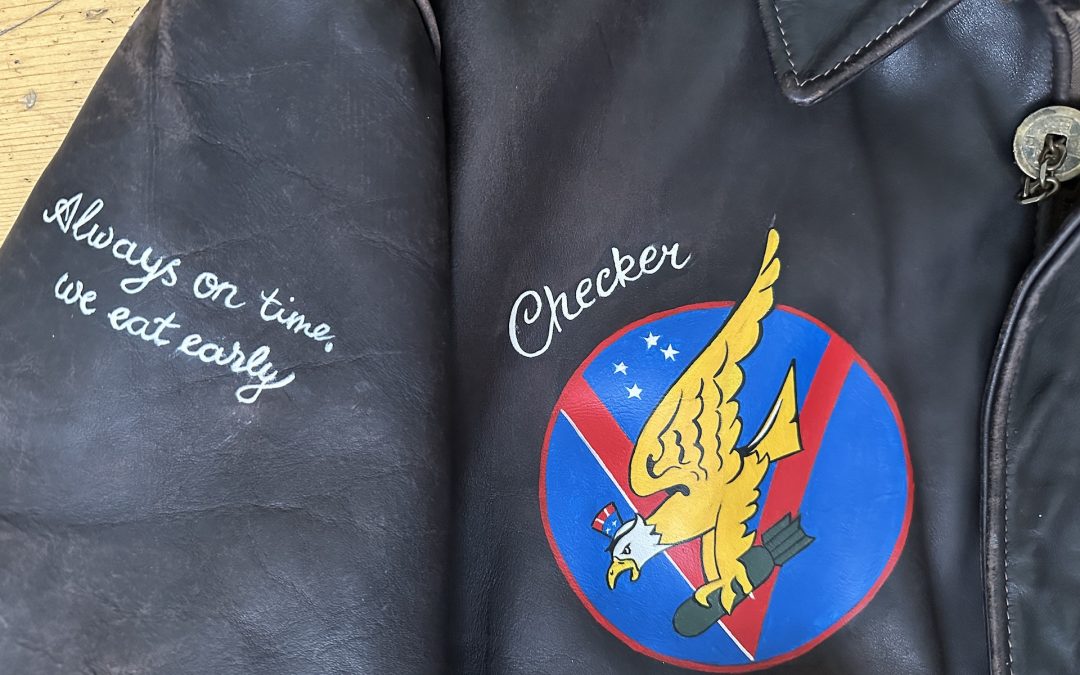 Always on time,
we eat early
Checker